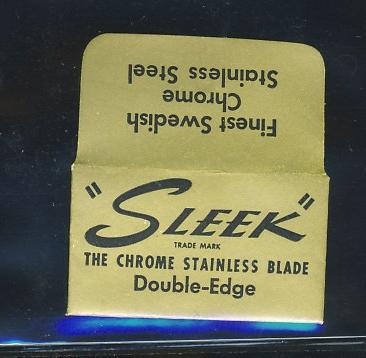 Finest Swedish
Chrome
Stainless Steel
"SLEEK"
TRADE MARK
THE CHROME STAINLESS BLADE
Double-Edge